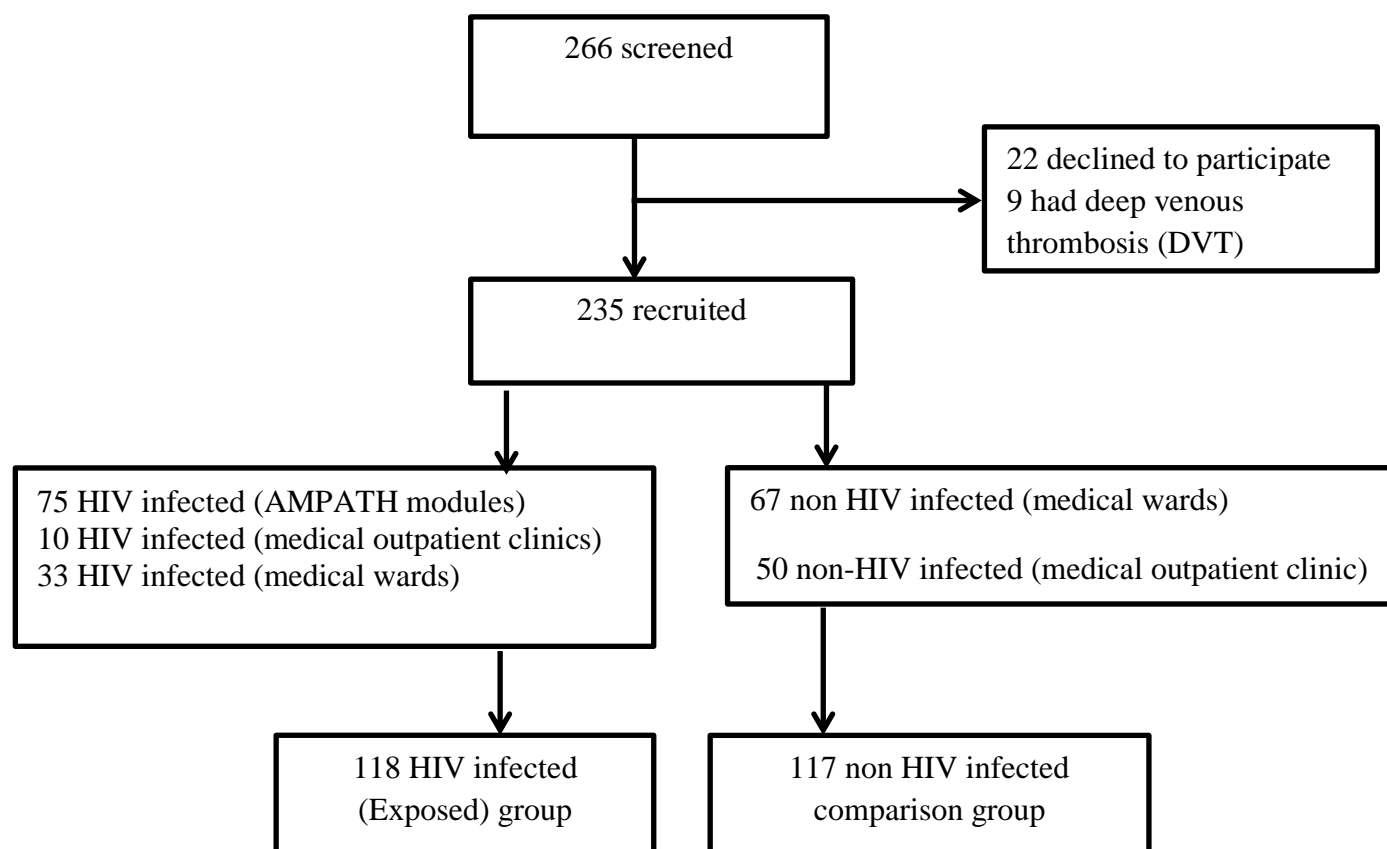 266 screened
22 declined to participate
9 had deep venous
thrombosis (DVT)
235 recruited
75 HIV infected (AMPATH modules)
10 HIV infected (medical outpatient clinics)
33 HIV infected (medical wards)
67 non HIV infected (medical wards)
50 non-HIV infected (medical outpatient clinic)
118 HIV infected
(Exposed) group
117 non HIV infected
comparison group